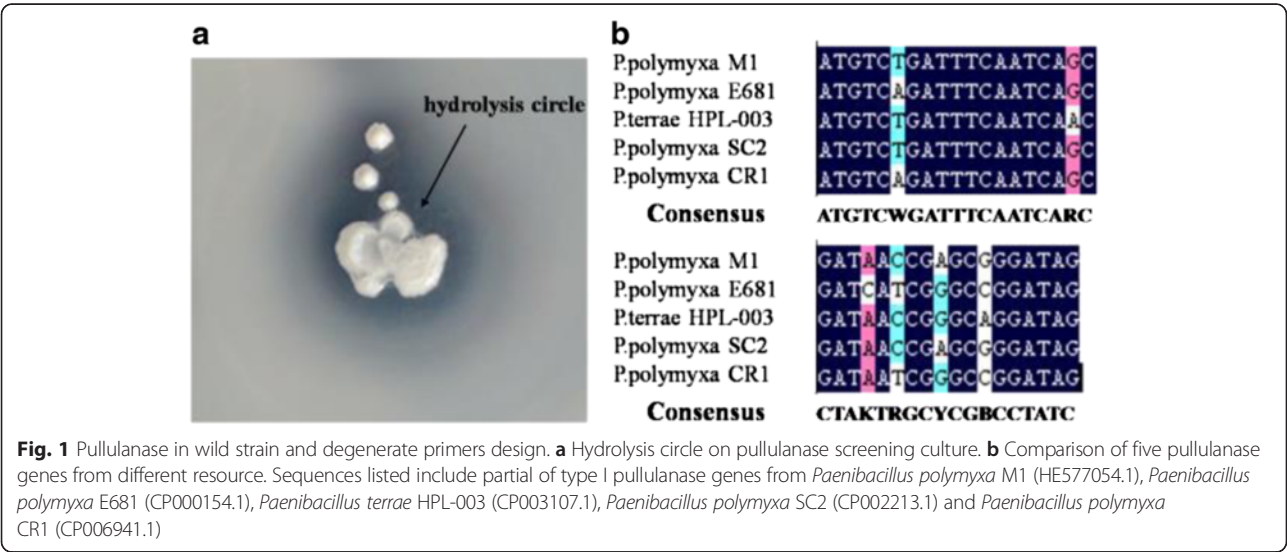 a
hydrolysis circle
b
P.polymyxa M1 ATGTCTGATTTCAATCAGC
P.polymyxa E681 ATGTCAGATTTCAATCAGC
P.terrae HPL-003 ATGTCTGATTTCAATCAAC
P.polymyxa SC2 ATGTCTGATTTCAATCAGC
P.polymyxa CR1 ATGTCAGATTTCAATCAGC
Consensus ATGTCWGATTTCAATCARC
P.polymyxa M1 GATAACCGAGCGGGATAG
P.polymyxa E681 GATCATCGGGCCGGATAG
P.terrae HPL-003 GATAACCGGGCAGGATAG
P.polymyxa SC2 GATAACCGAGCGGGATAG
P.polymyxa CR1 GATAATCGGGCCGGATAG
Consensus CTAKTRGCYCGBCCTATC
Fig. 1 Pullulanase in wild strain and degenerate primers design. a Hydrolysis circle on pullulanase screening culture. b Comparison of five pullulanase
genes from different resource. Sequences listed include partial of type I pullulanase genes from Paenibacillus polymyxa M1 (HE577054.1), Paenibacillus
polymyxa E681 (CP000154.1), Paenibacillus terrae HPL-003 (CP003107.1), Paenibacillus polymyxa SC2 (CP002213.1) and Paenibacillus polymyxa
CR1 (CP006941.1)